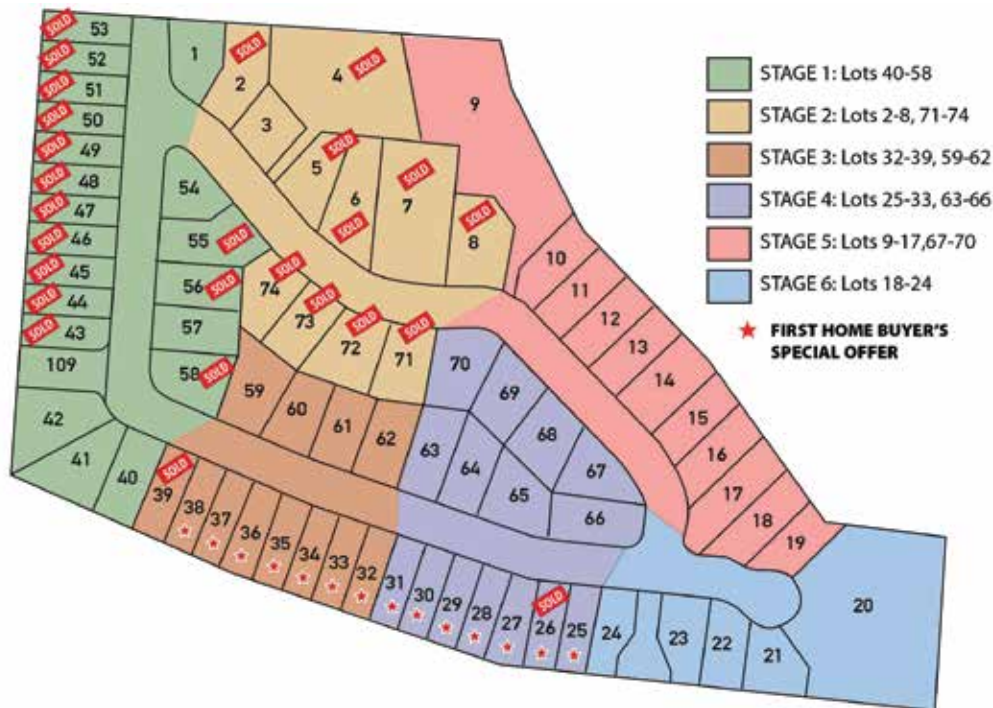 SOLD 53
SOLD 52
SOLD 51
SOLD 50
SOLD 49
SOLD 48
SOLD 47
SOLD 46
SOLD 45
SOLD 44
SOLD 43
109
42
41
40
1
SOLD
2
3
4 SOLD
SOLD
5
6
SOLD
SOLD
7
SOLD
8
9
10
11
12
13
14
15
16
17
18
19
20
54
55 SOLD
56 SOLD
57
58 SOLD
SOLD
74
SOLD
73
SOLD
72
SOLD
71
59
60
61
62
70
69
68
67
63
64
65
66
SOLD
39
38
37
36
35
34
33
32
31
30
29
28
27
SOLD
26
25
24
23
22
21
STAGE 1: Lots 40-58
STAGE 2: Lots 2-8, 71-74
STAGE 3: Lots 32-39, 59-62
STAGE 4: Lots 25-33, 63-66
STAGE 5: Lots 9-17,67-70
STAGE 6: Lots 18-24
FIRST HOME BUYER'S
SPECIAL OFFER